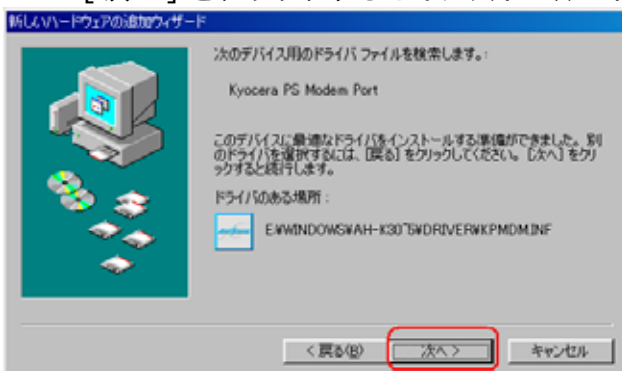 新しいハードウェアの追加ウィザード
次のデバイス用のドライバ ファイルを検索します。:
Kyocera PS Modem Port
このデバイスに最適なドライバをインストールする準備ができました。別
のドライバを選択するには、[戻る] をクリックしてください。[次へ] をクリ
ックすると続行します。
ドライバのある場所 :
E:¥WINDOWS¥AH-K30~5¥DRIVER¥KPMDM.INF
< 戻る(B)
次へ >
キャンセル